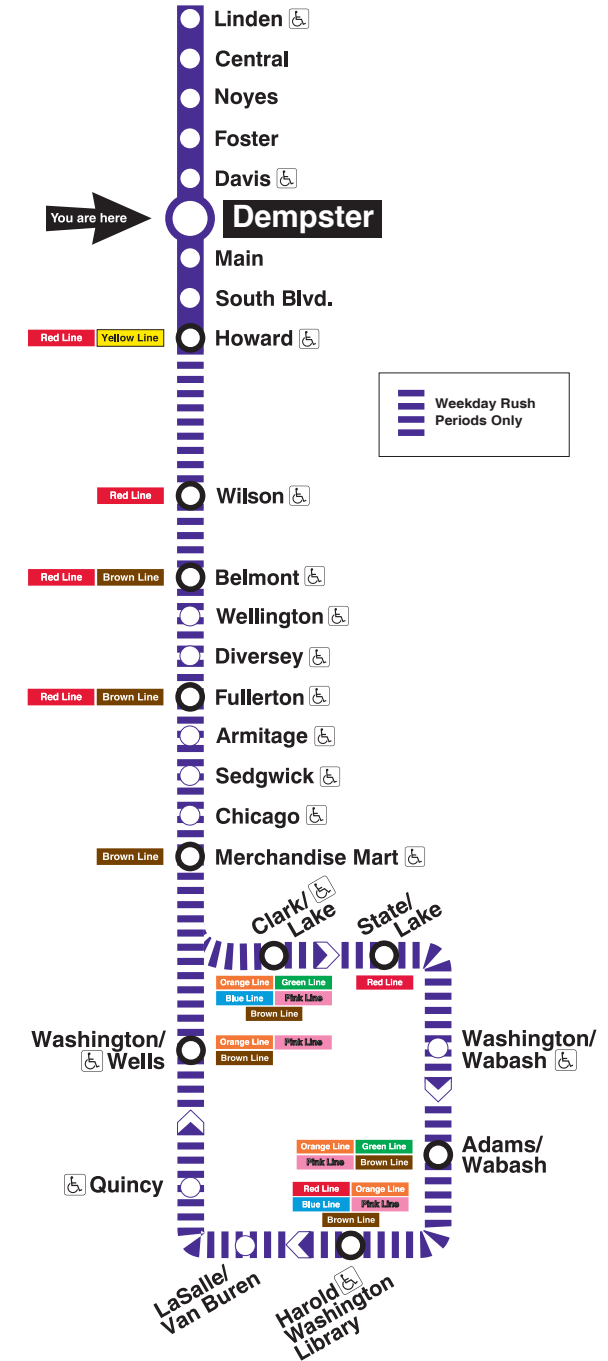 Linden
Central
Noyes
Foster
Davis
You are here
Dempster
Main
South Blvd.
Red Line Yellow Line
Howard
Weekday Rush
Periods Only
Red Line
Wilson
Red Line Brown Line
Belmont
Wellington
Diversey
Red Line Brown Line
Fullerton
Armitage
Sedgwick
Chicago
Brown Line
Merchandise Mart
Clark/
Lake
State/
Lake
Orange Line Green Line
Blue Line Pink Line
Brown Line
Red Line
Washington/
Wells
Orange Line Pink Line
Brown Line
Washington/
Wabash
Orange Line Green Line
Pink Line Brown Line
Adams/
Wabash
Quincy
Red Line Orange Line
Blue Line Pink Line
Brown Line
LaSalle/
Van Buren
Harold
Washington
Library